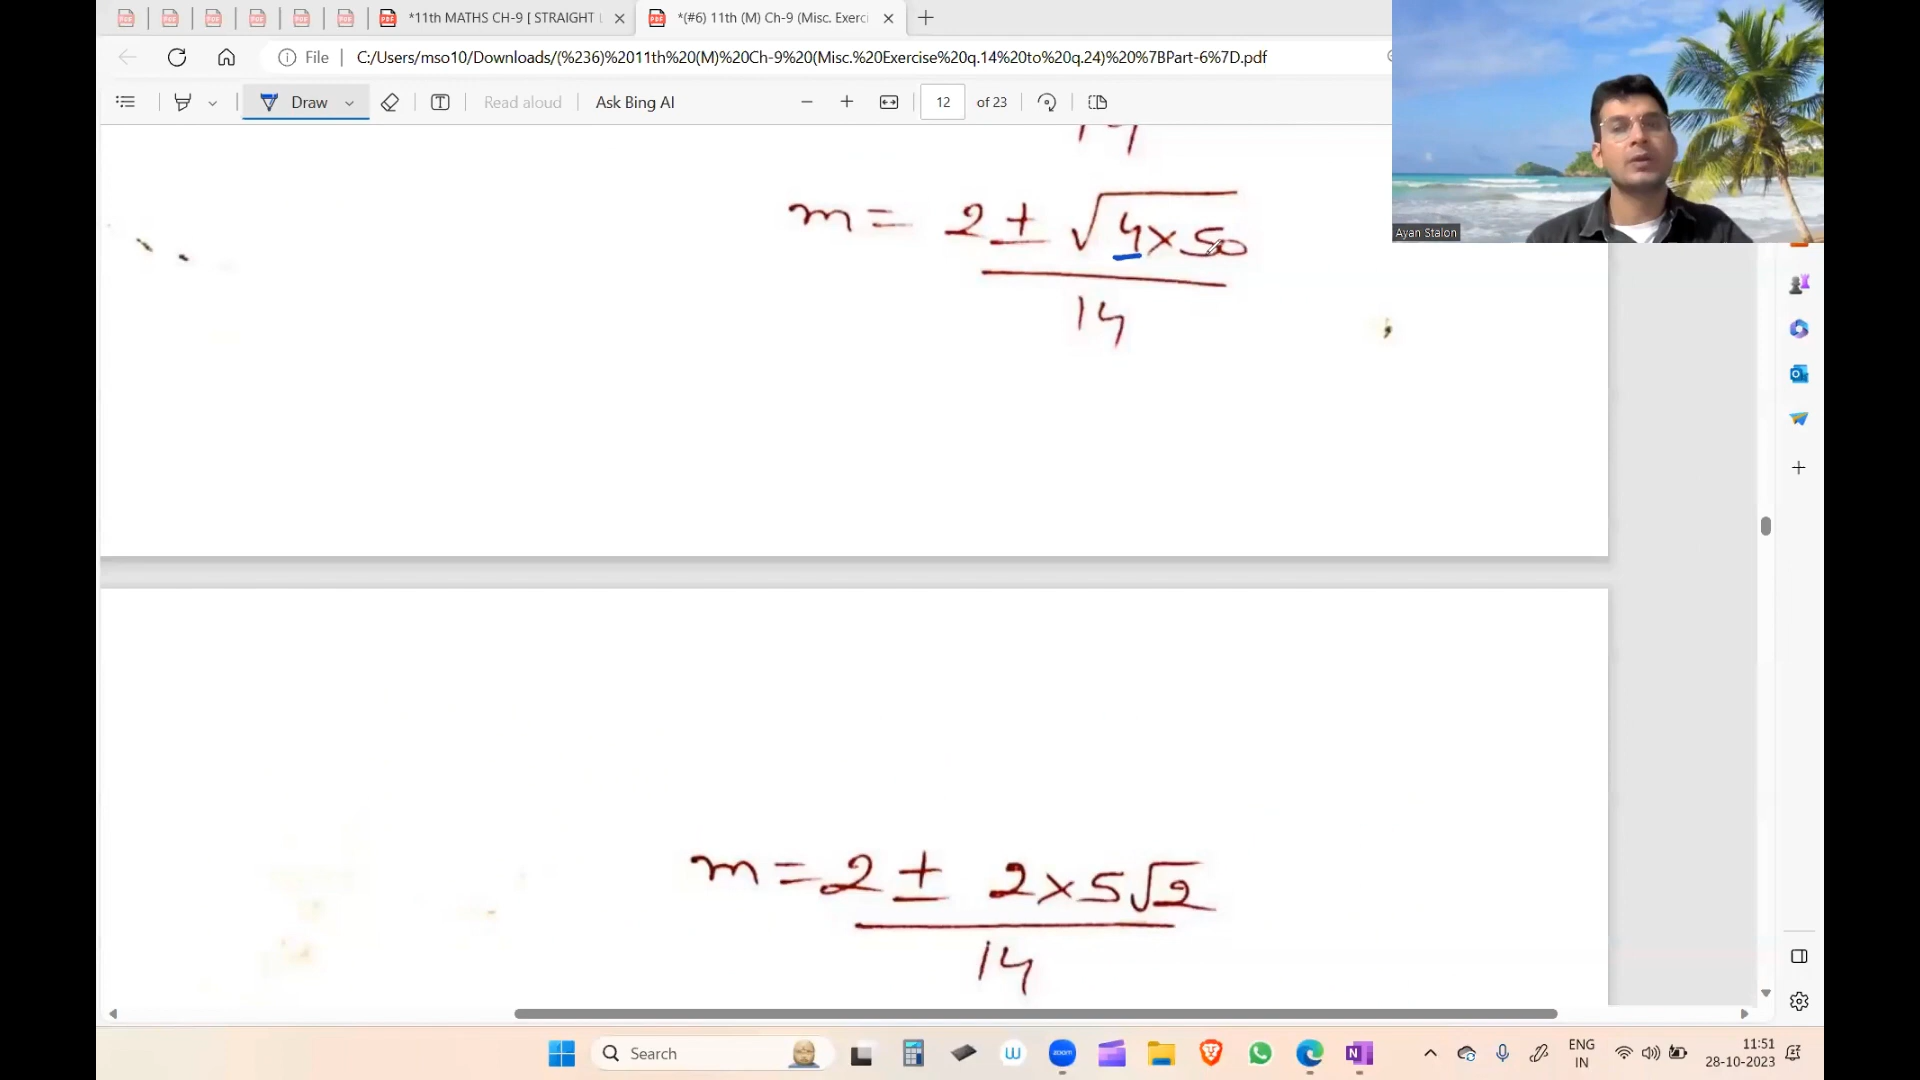 *11th MATHS CH-9 [ STRAIGHT L
*(#6) 11th (M) Ch-9 (Misc. Exerci
File
C:/Users/mso10/Downloads/(%236)%2011th%20(M)%20Ch-9%20(Misc.%20Exercise%20q.14%20to%20q.24)%20%7BPart-6%7D.pdf
Draw
Read aloud
Ask Bing AI
12 of 23
Ayan Stalon
14
m = 2 ± √4×50
14
m = 2 ± 2×5√2
14
Search
zoom
ENG
IN
11:51
28-10-2023